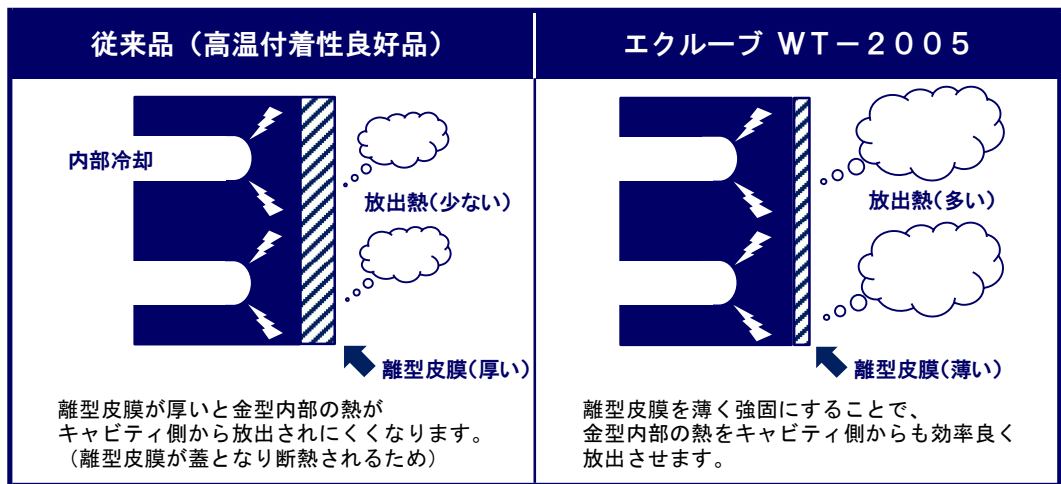 従来品（高温付着性良好品）
エクルーブ ＷＴ－２００５
内部冷却
放出熱(少ない)
離型皮膜(厚い)
離型皮膜が厚いと金型内部の熱が
キャビティ側から放出されにくくなります。
（離型皮膜が蓋となり断熱されるため）
放出熱(多い)
離型皮膜(薄い)
離型皮膜を薄く強固にすることで、
金型内部の熱をキャビティ側からも効率良く
放出させます。